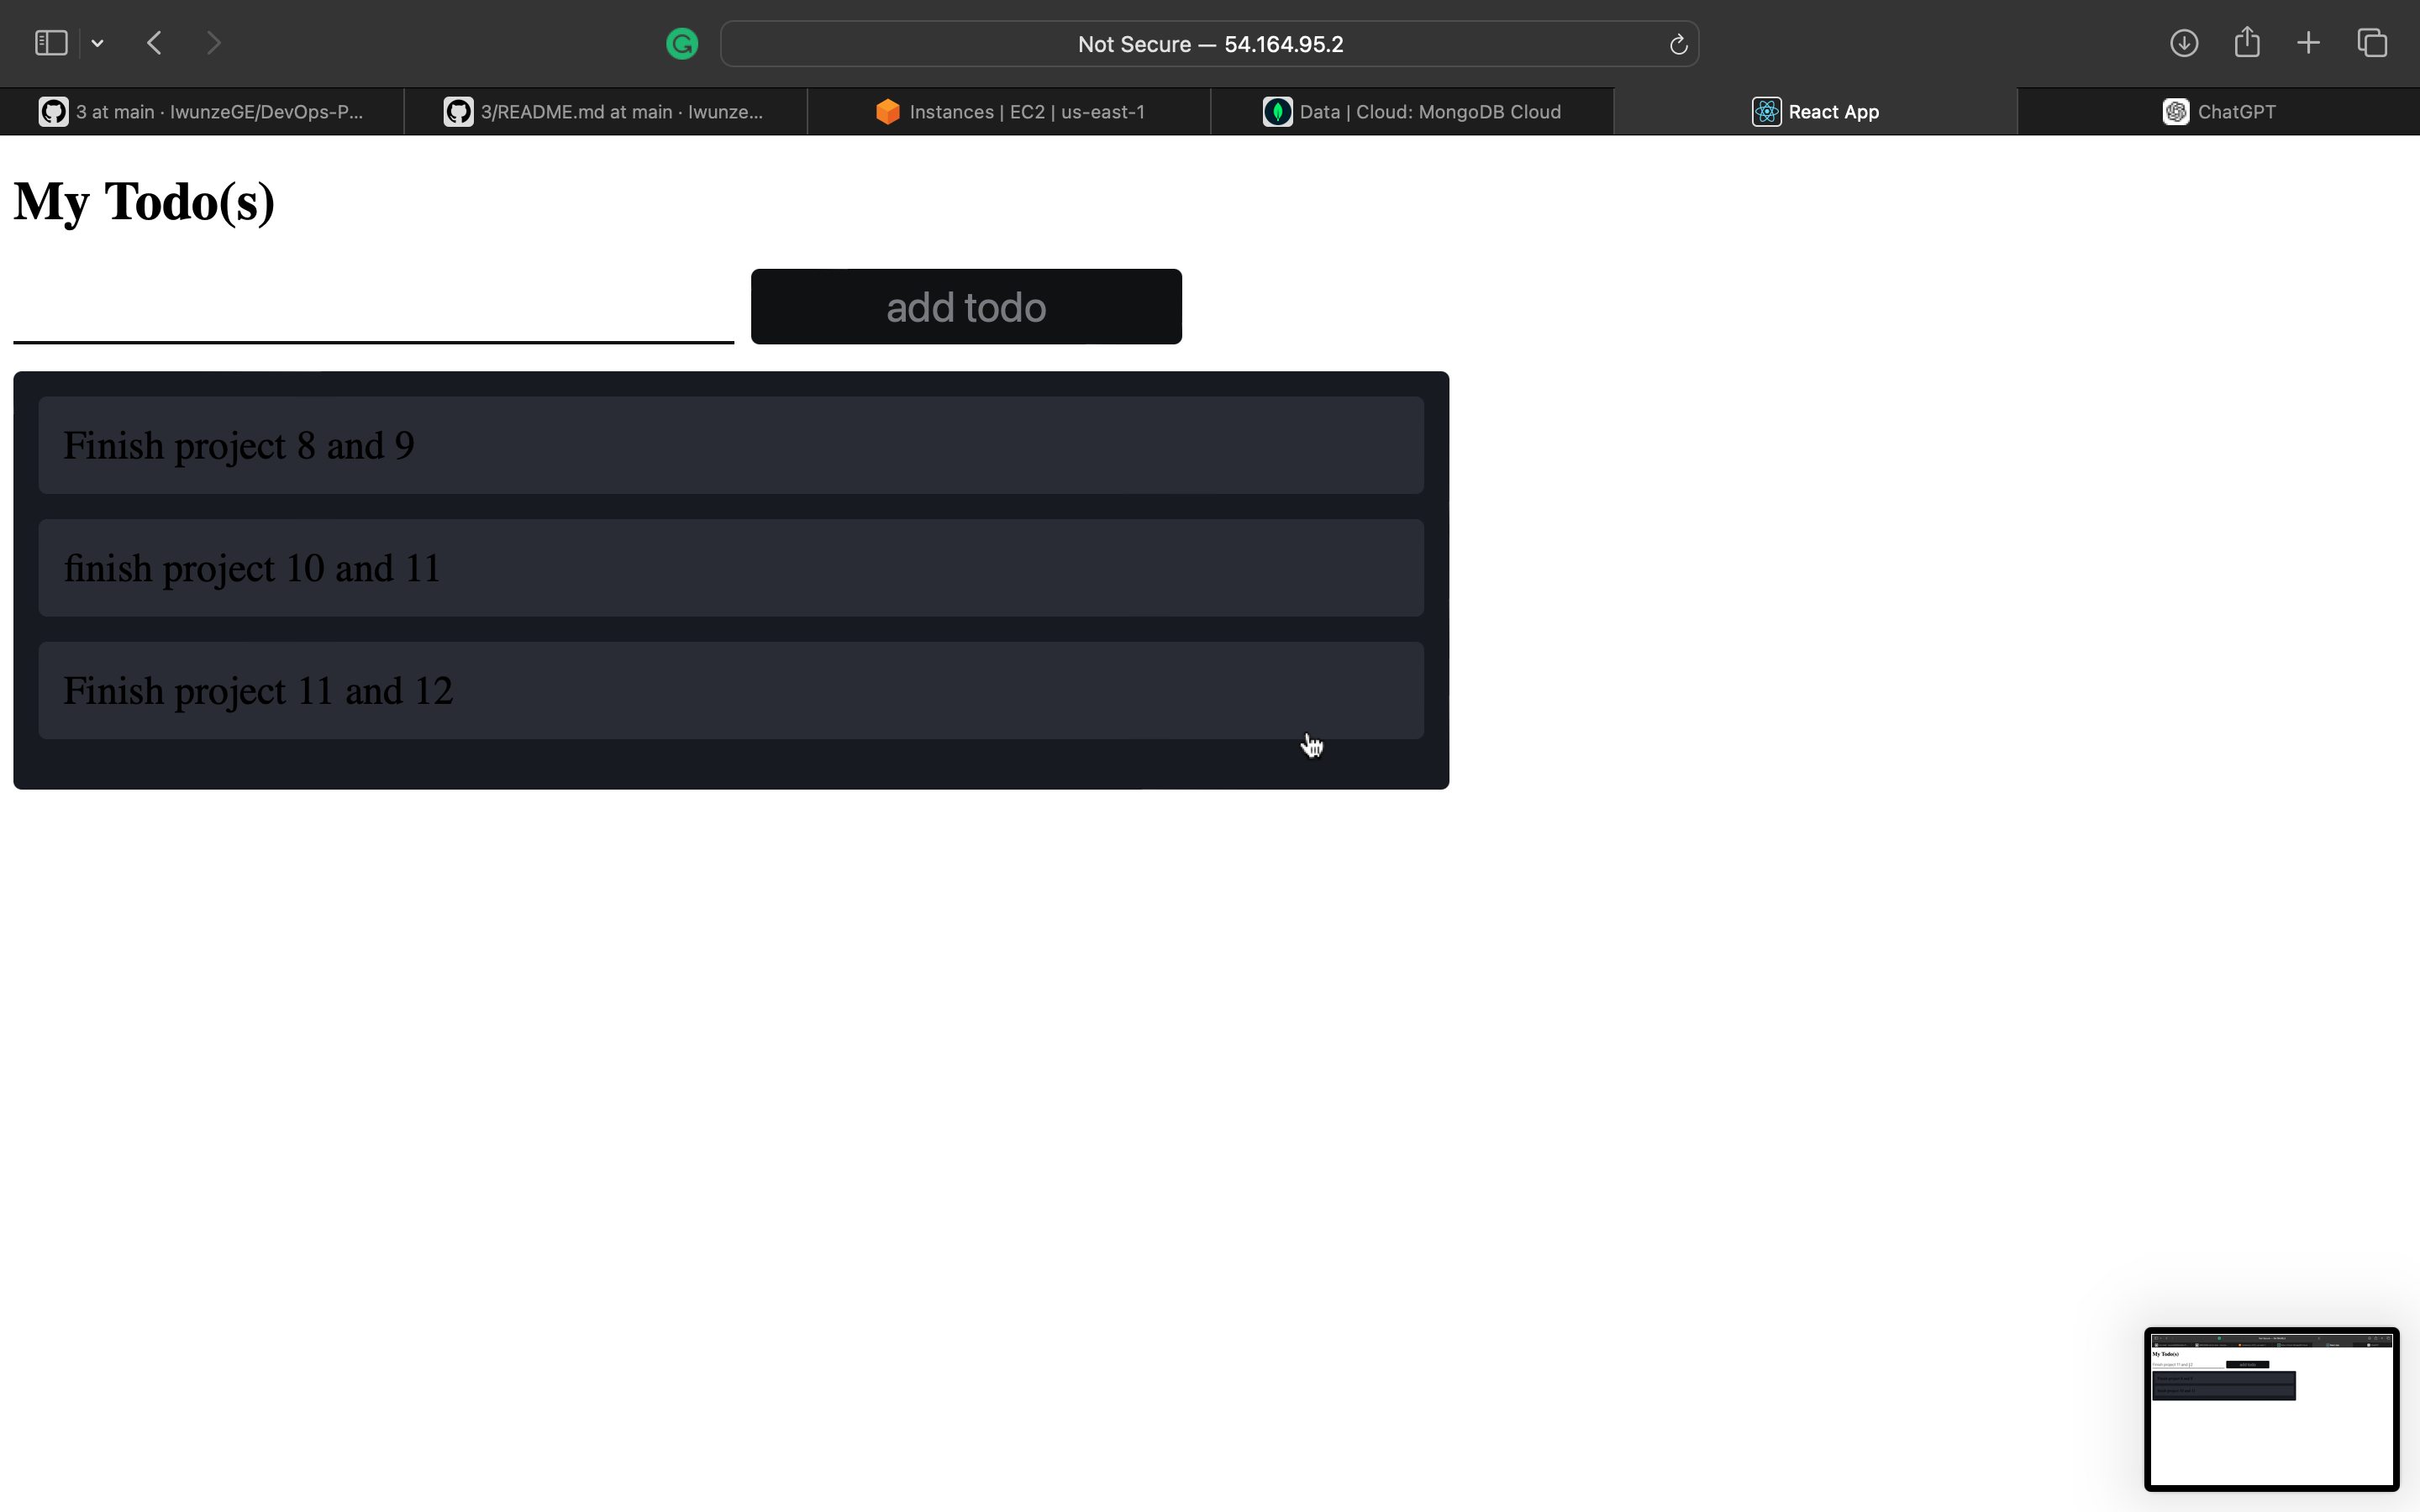 Not Secure — 54.164.95.2
3 at main · IwunzeGE/DevOps-P...
3/README.md at main · Iwunze...
Instances | EC2 | us-east-1
Data | Cloud: MongoDB Cloud
React App
ChatGPT
My Todo(s)
add todo
Finish project 8 and 9
finish project 10 and 11
Finish project 11 and 12
My Todo(s)